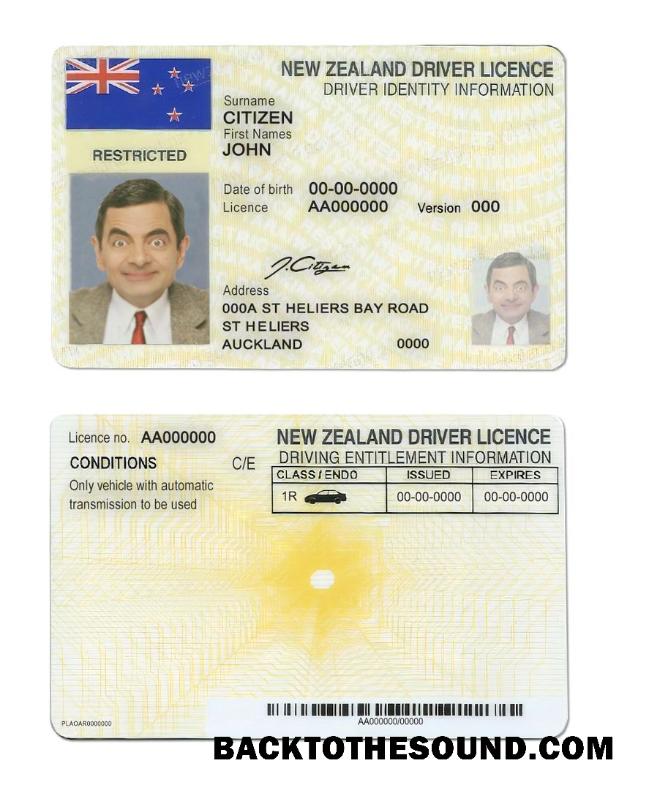 NEW ZEALAND DRIVER LICENCE
DRIVER IDENTITY INFORMATION
Surname
CITIZEN
First Names
RESTRICTED
JOHN
Date of birth 00-00-0000
Licence AA000000 Version 000
J. Citizen
Address
000A ST HELIERS BAY ROAD
ST HELIERS
AUCKLAND 0000
Licence no. AA000000
NEW ZEALAND DRIVER LICENCE
CONDITIONS C/E
DRIVING ENTITLEMENT INFORMATION
Only vehicle with automatic
transmission to be used
CLASS / ENDO ISSUED EXPIRES
1R 00-00-0000 00-00-0000
PLAOAR0000000
AA000000/00000
BACKTOTHESOUND.COM